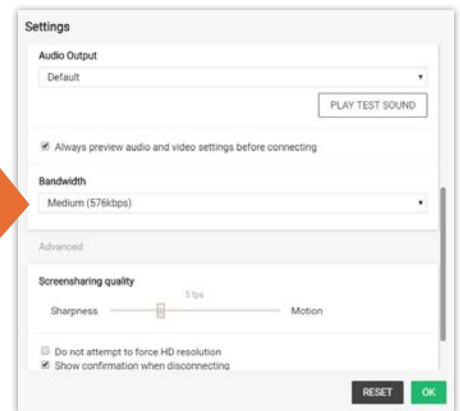 Settings
Audio Output
Default
PLAY TEST SOUND
Always preview audio and video settings before connecting
Bandwidth
Medium (576kbps)
Advanced
Screensharing quality
5 fps
Sharpness Motion
Do not attempt to force HD resolution
Show confirmation when disconnecting
RESET OK